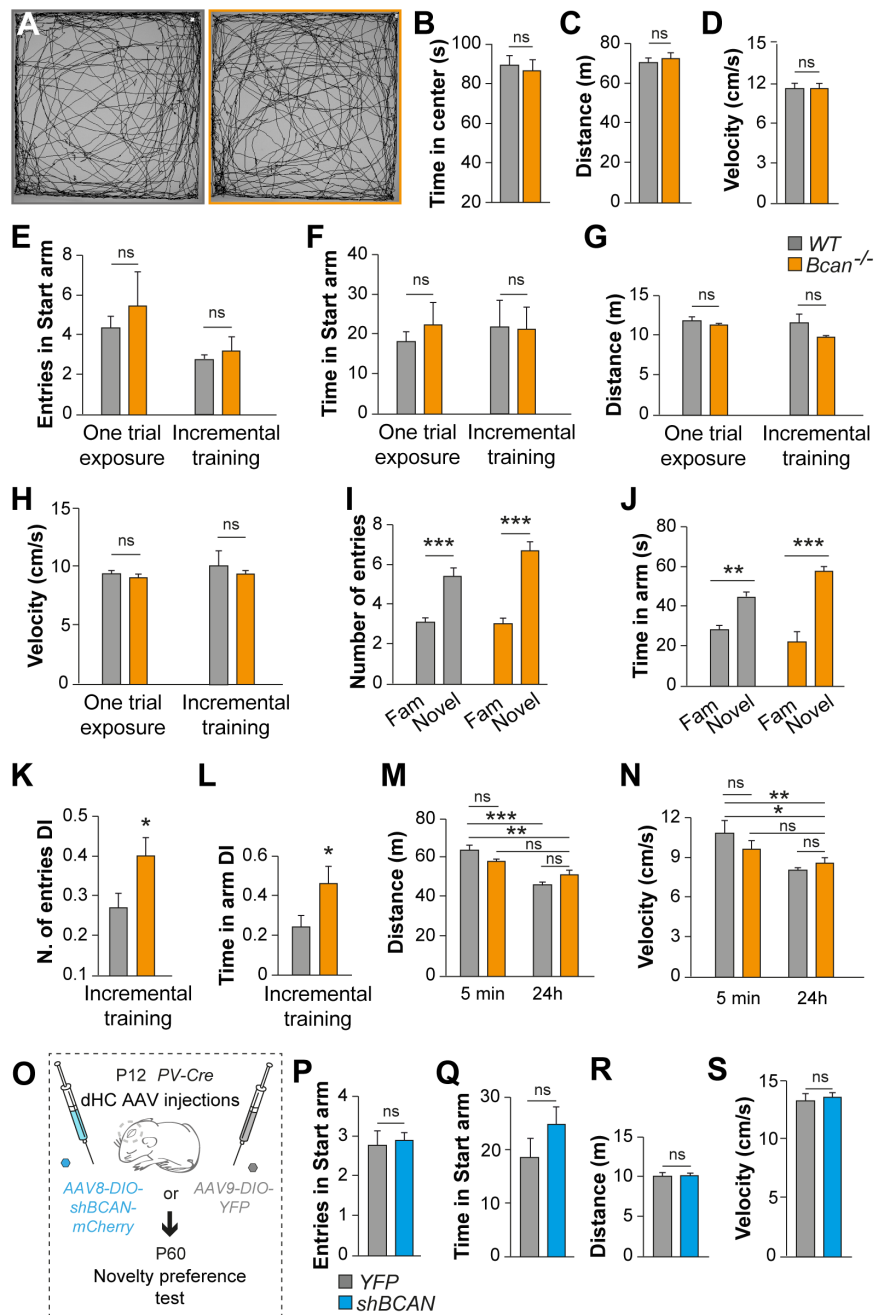 A
B
Time in center (s)
100
80
60
40
20
ns
C
Distance (m)
80
60
40
20
0
ns
D
Velocity (cm/s)
15
12
6
3
0
ns
E
Entries in Start arm
8
6
4
2
0
ns
ns
One trial exposure
Incremental training
F
Time in Start arm
40
30
20
10
0
ns
ns
One trial exposure
Incremental training
G
WT
Bcan-/-
Distance (m)
15
10
5
0
ns
ns
One trial exposure
Incremental training
H
Velocity (cm/s)
15
10
5
0
ns
ns
One trial exposure
Incremental training
I
Number of entries
8
6
4
2
0
***
***
Fam
Novel
Fam
Novel
J
Time in arm (s)
80
60
40
20
0
**
***
Fam
Novel
Fam
Novel
K
N. of entries DI
0.5
0.4
0.3
0.2
0.1
*
Incremental training
L
Time in arm DI
0.6
0.4
0.2
0
*
Incremental training
M
Distance (m)
80
60
40
20
0
ns
***
**
ns
ns
5 min
24h
N
Velocity (cm/s)
12
9
6
3
0
ns
**
*
ns
ns
5 min
24h
O
P12 PV-Cre
dHC AAV injections
AAV8-DIO-
shBCAN-
mCherry
or
AAV9-DIO-
YFP
P60
Novelty preference
test
P
Entries in Start arm
4
3
2
1
0
ns
YFP
shBCAN
Q
Time in Start arm
30
20
10
0
ns
R
Distance (m)
15
10
5
0
ns
S
Velocity (cm/s)
15
10
5
0
ns